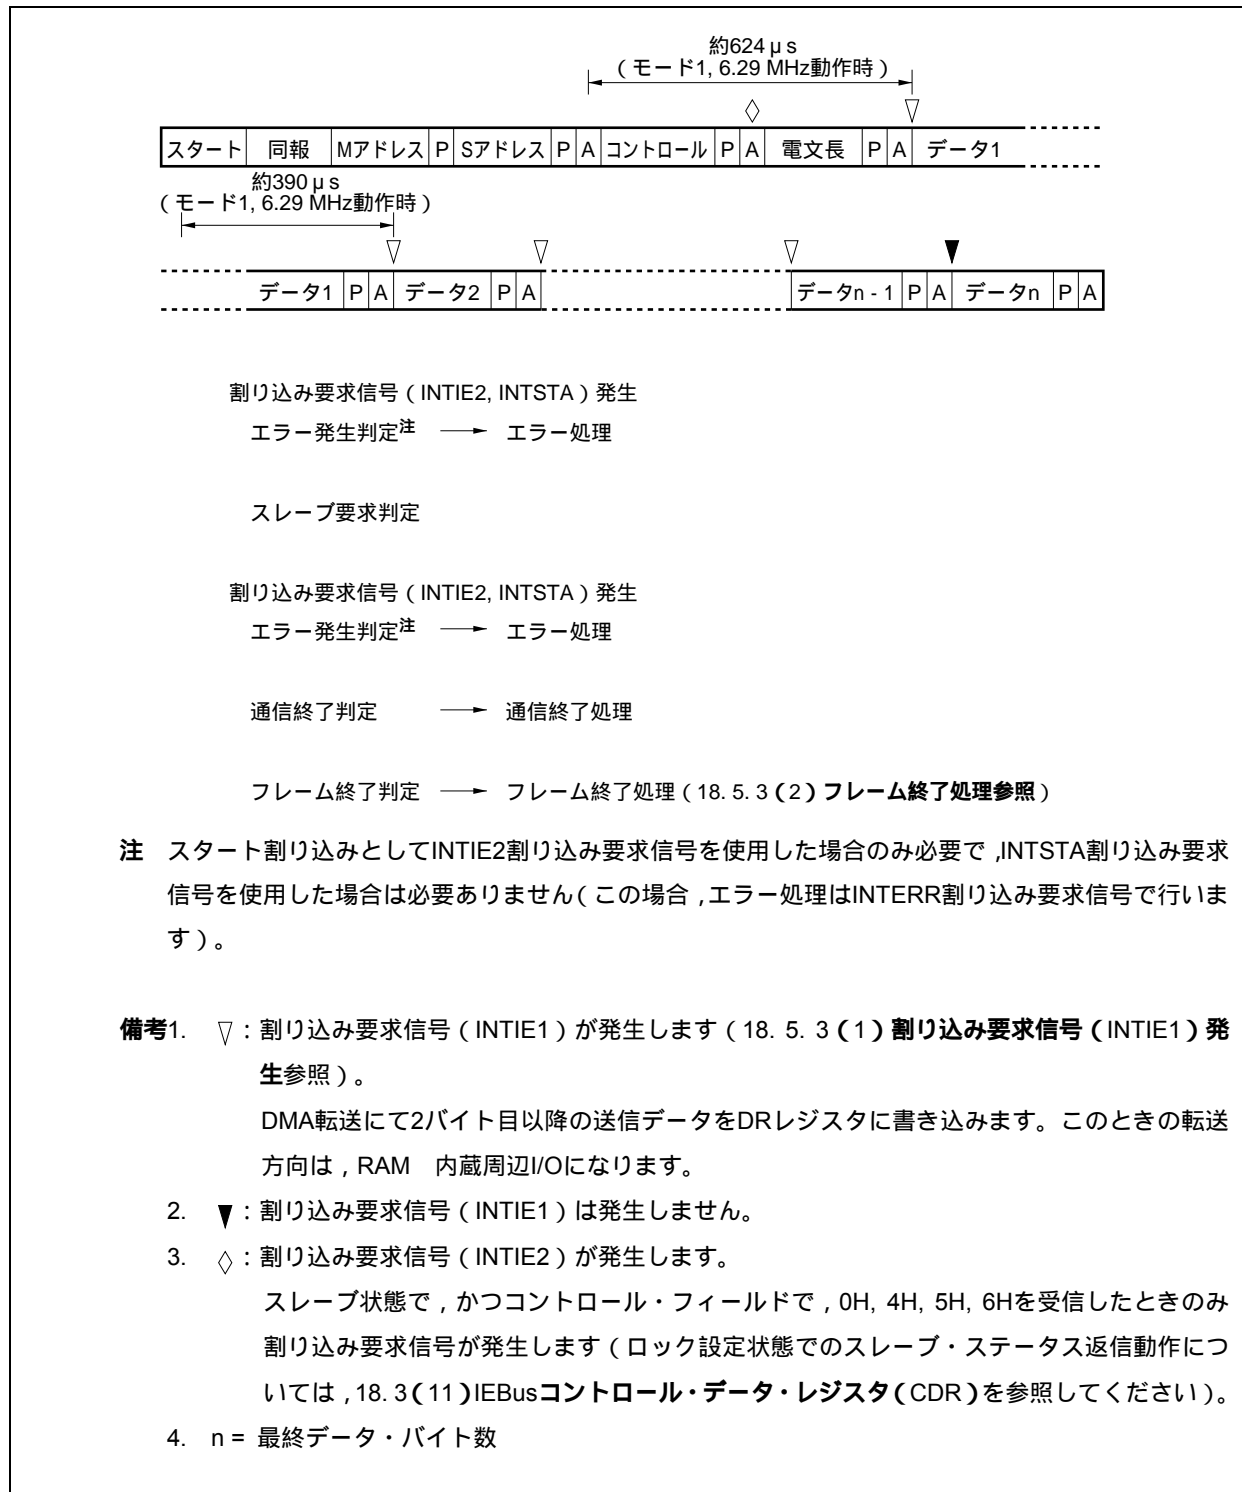 約624μs
（モード1, 6.29 MHz動作時）
スタート 同報 Mアドレス P Sアドレス P A コントロール P A 電文長 P A データ1
約390μs
（モード1, 6.29 MHz動作時）
データ1 P A データ2 P A データn - 1 P A データn P A
割り込み要求信号（INTIE2, INTSTA）発生
エラー発生判定注 → エラー処理
スレーブ要求判定
割り込み要求信号（INTIE2, INTSTA）発生
エラー発生判定注 → エラー処理
通信終了判定 → 通信終了処理
フレーム終了判定 → フレーム終了処理（18. 5. 3（2）フレーム終了処理参照）
注 スタート割り込みとしてINTIE2割り込み要求信号を使用した場合のみ必要で，INTSTA割り込み要求
信号を使用した場合は必要ありません（この場合，エラー処理はINTERR割り込み要求信号で行いま
す）。
備考1. ▽：割り込み要求信号（INTIE1）が発生します（18. 5. 3（1）割り込み要求信号（INTIE1）発
生参照）。
DMA転送にて2バイト目以降の送信データをDRレジスタに書き込みます。このときの転送
方向は，RAM 内蔵周辺I/Oになります。
2. ▼：割り込み要求信号（INTIE1）は発生しません。
3. ◇：割り込み要求信号（INTIE2）が発生します。
スレーブ状態で，かつコントロール・フィールドで，0H, 4H, 5H, 6Hを受信したときのみ
割り込み要求信号が発生します（ロック設定状態でのスレーブ・ステータス返信動作につ
いては，18. 3（11）IEBusコントロール・データ・レジスタ（CDR）を参照してください）。
4. n = 最終データ・バイト数